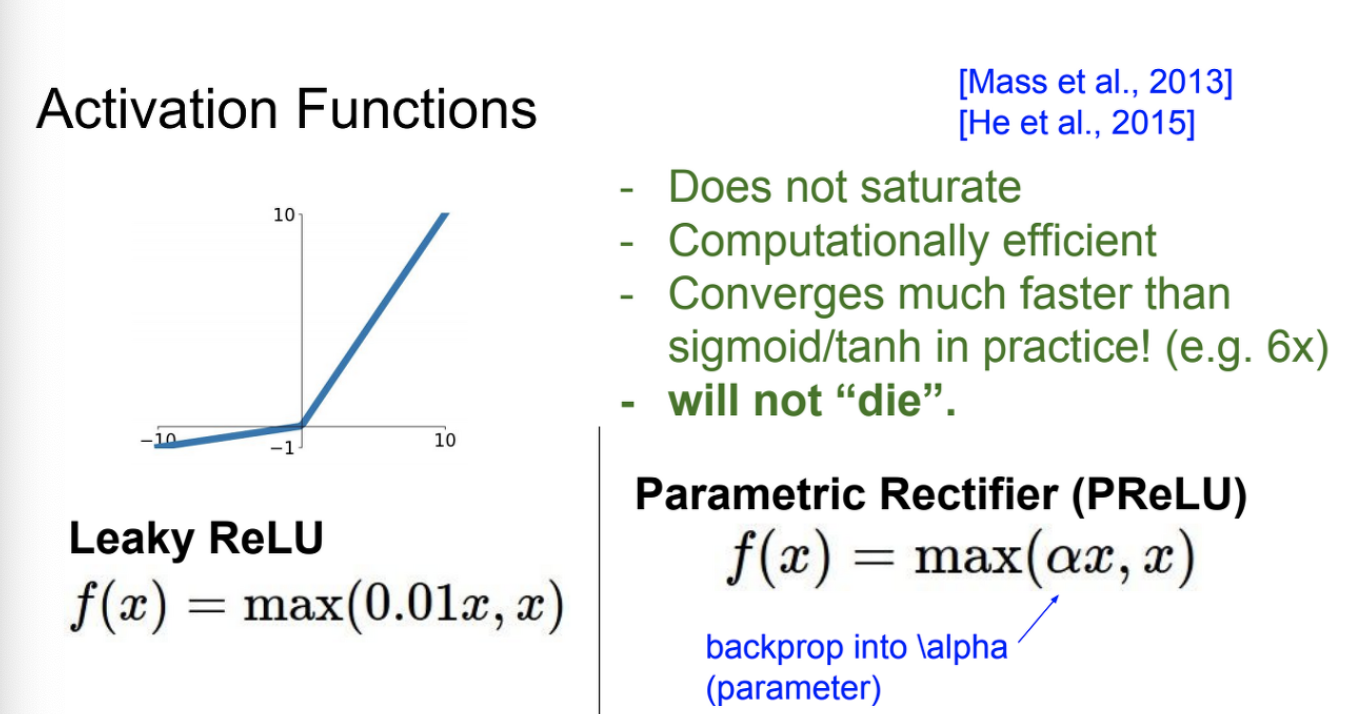 Activation Functions
[Mass et al., 2013]
[He et al., 2015]
- Does not saturate
- Computationally efficient
- Converges much faster than
sigmoid/tanh in practice! (e.g. 6x)
- will not “die”.
10
−10
−1
10
Leaky ReLU
f(x) = max(0.01x, x)
Parametric Rectifier (PReLU)
f(x) = max(αx, x)
backprop into \alpha
(parameter)